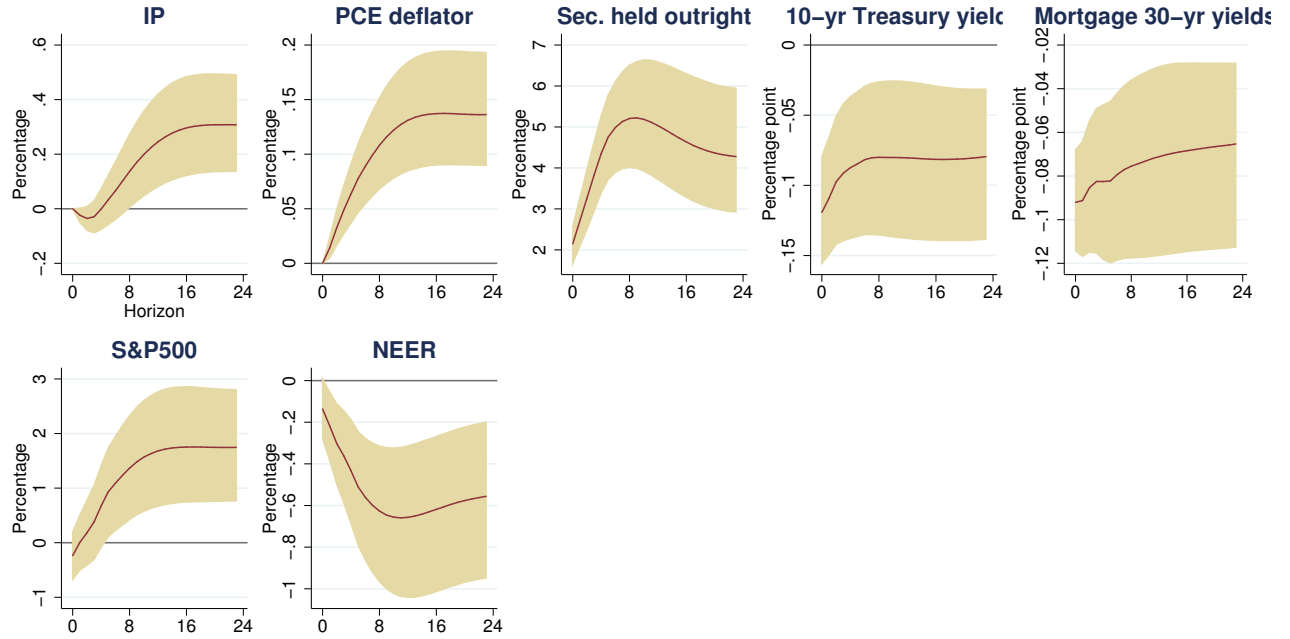 IP
Percentage
.6
.4
.2
0
−.2
0 8 16 24
Horizon
PCE deflator
Percentage
.2
.15
.1
.05
0
0 8 16 24
Sec. held outright
Percentage
7
6
5
4
3
2
0 8 16 24
10−yr Treasury yield
Percentage point
0
−.05
−.1
−.15
0 8 16 24
Mortgage 30−yr yields
Percentage point
−.02
−.04
−.06
−.08
−.1
−.12
0 8 16 24
S&P500
Percentage
3
2
1
0
−1
0 8 16 24
NEER
Percentage
0
−.2
−.4
−.6
−.8
−1
0 8 16 24